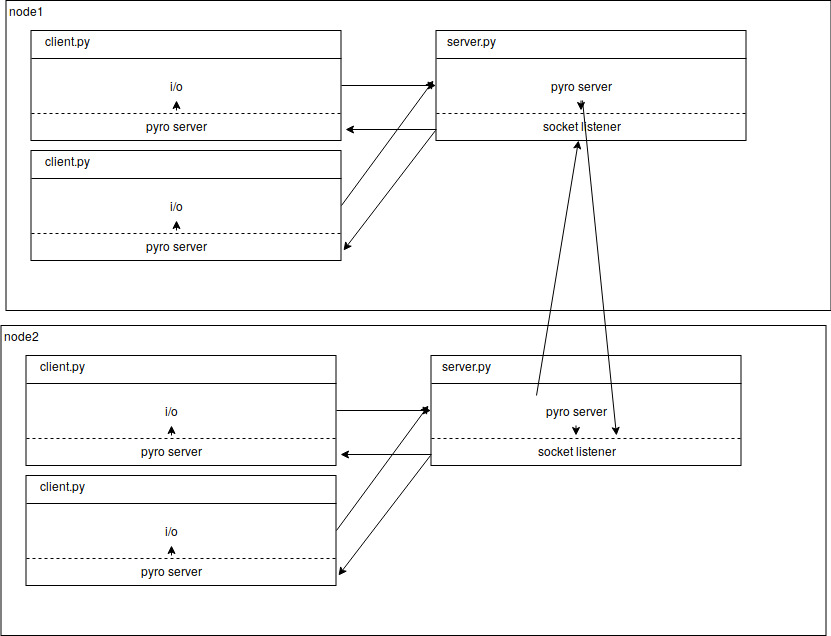 node1
client.py
i/o
pyro server
client.py
i/o
pyro server
server.py
pyro server
socket listener
node2
client.py
i/o
pyro server
client.py
i/o
pyro server
server.py
pyro server
socket listener